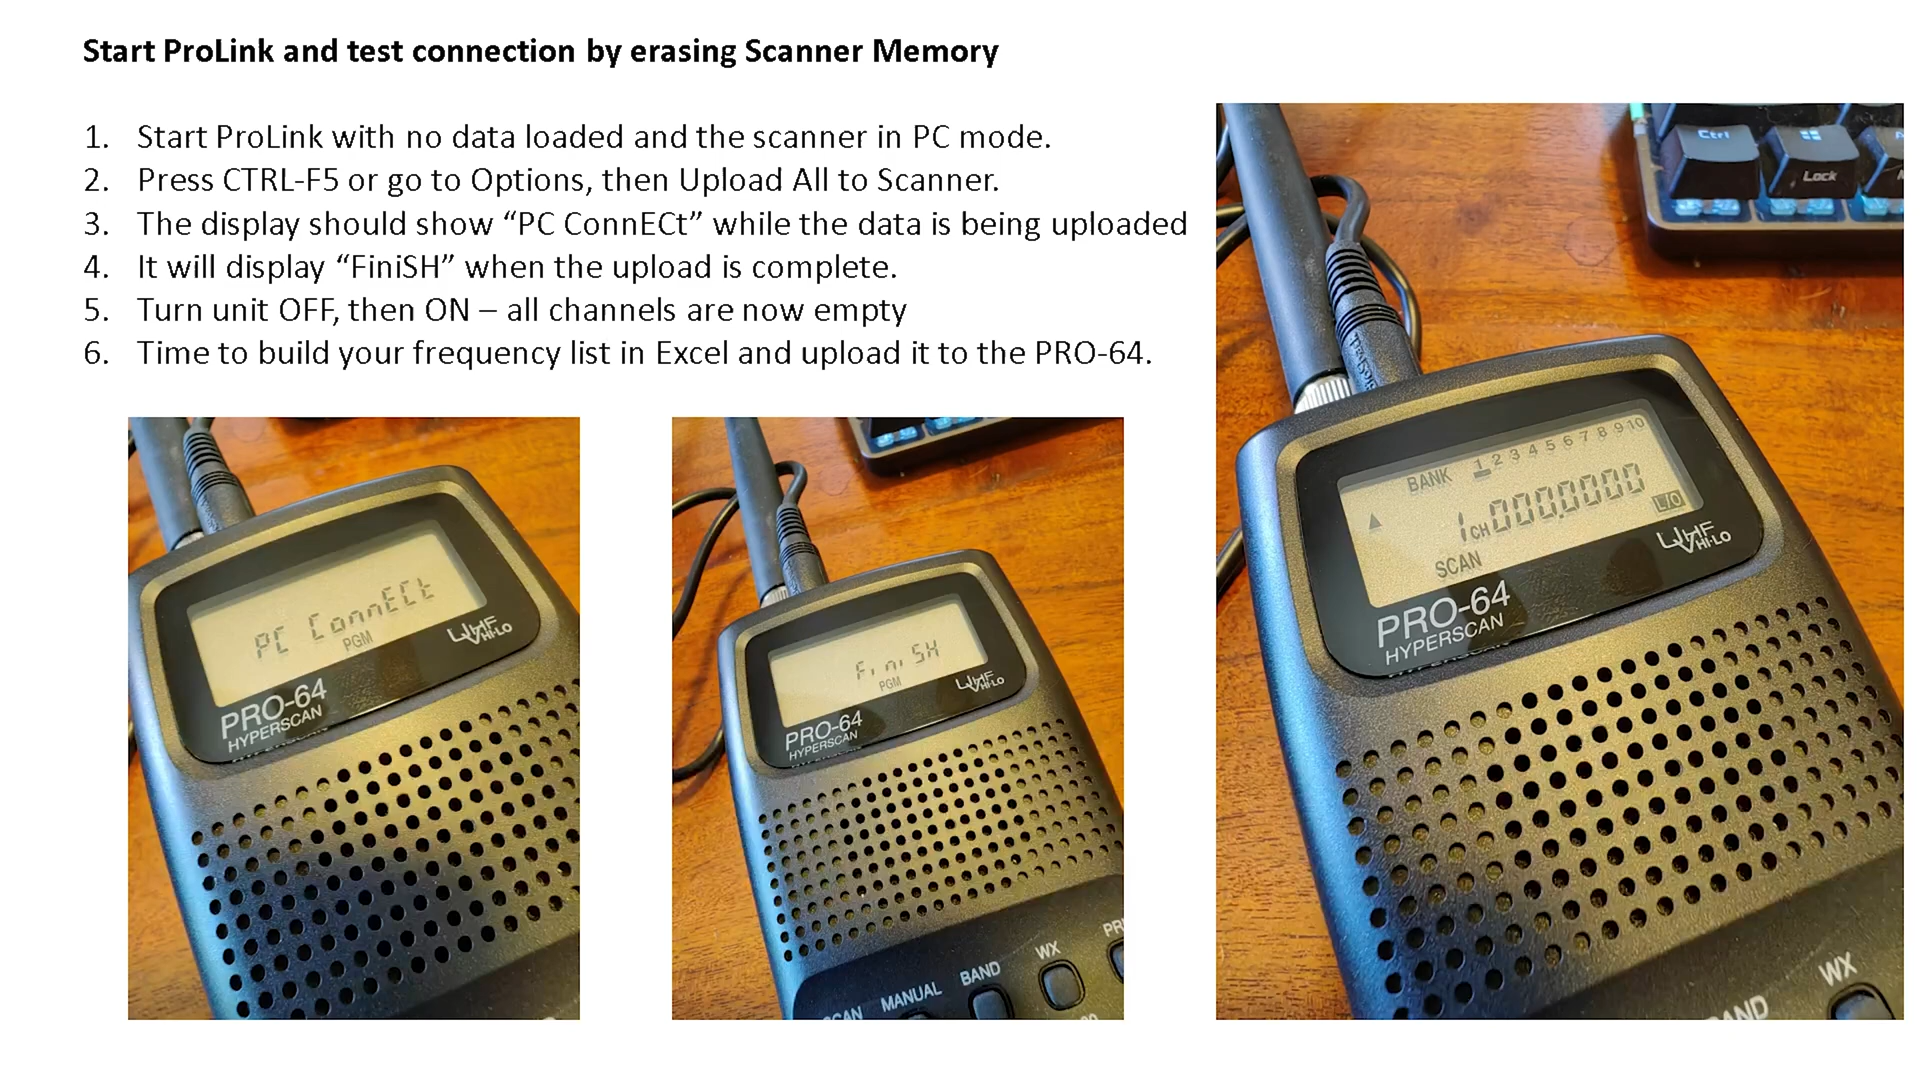 Start ProLink and test connection by erasing Scanner Memory
1. Start ProLink with no data loaded and the scanner in PC mode.
2. Press CTRL-F5 or go to Options, then Upload All to Scanner.
3. The display should show “PC ConnECt” while the data is being uploaded
4. It will display “FiniSH” when the upload is complete.
5. Turn unit OFF, then ON – all channels are now empty
6. Time to build your frequency list in Excel and upload it to the PRO-64.
PC ConnECt
PGM
HI-LO
PRO-64
HYPERSCAN
FiniSH
PGM
HI-LO
PRO-64
HYPERSCAN
MANUAL
BAND
WX
Ctrl
Lock
BANK 1 2 3 4 5 6 7 8 9 10
1 CH 000.0000 L/O
SCAN
HI-LO
PRO-64
HYPERSCAN
WX